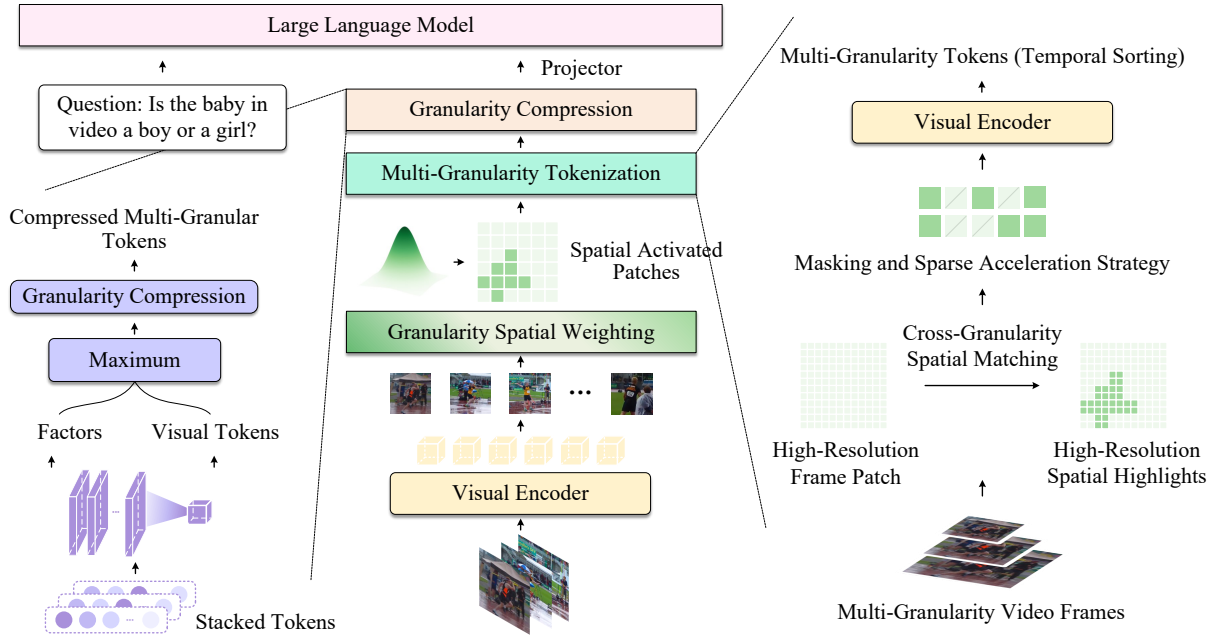 Large Language Model
Projector
Question: Is the baby in
video a boy or a girl?
Granularity Compression
Multi-Granularity Tokenization
Spatial Activated
Patches
Granularity Spatial Weighting
...
Visual Encoder
Compressed Multi-Granular
Tokens
Granularity Compression
Maximum
Factors
Visual Tokens
...
...
Stacked Tokens
Multi-Granularity Tokens (Temporal Sorting)
Visual Encoder
Masking and Sparse Acceleration Strategy
Cross-Granularity
Spatial Matching
High-Resolution
Frame Patch
High-Resolution
Spatial Highlights
Multi-Granularity Video Frames